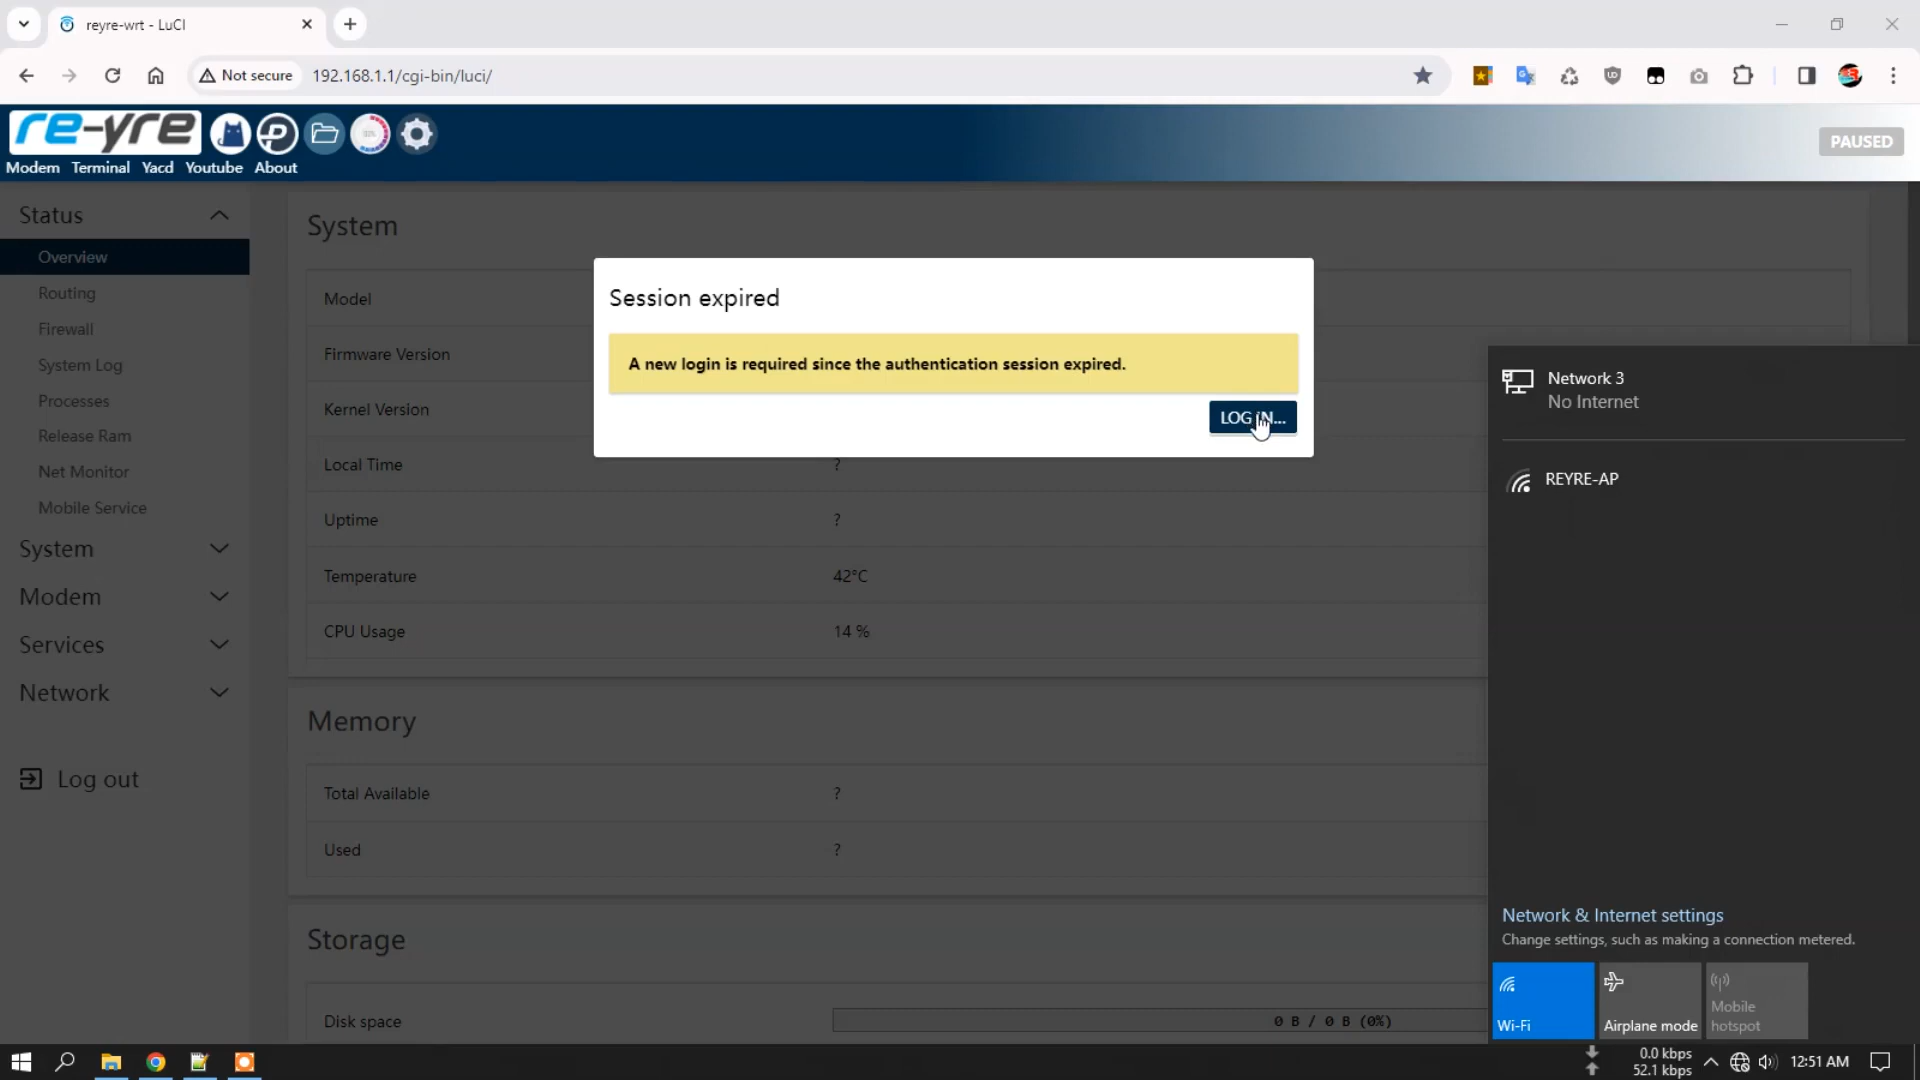 reyre-wrt - LuCI
Not secure
192.168.1.1/cgi-bin/luci/
re-yre
Modem Terminal Yacd Youtube About
PAUSED
Status
Overview
Routing
Firewall
System Log
Processes
Release Ram
Net Monitor
Mobile Service
System
Modem
Services
Network
Log out
System
Model
Firmware Version
Kernel Version
Local Time ?
Uptime ?
Temperature 42°C
CPU Usage 14 %
Memory
Total Available ?
Used ?
Storage
Disk space 0 B / 0 B (0%)
Session expired
A new login is required since the authentication session expired.
LOG IN...
Network 3
No Internet
REYRE-AP
Network & Internet settings
Change settings, such as making a connection metered.
Wi-Fi
Airplane mode
Mobile
hotspot
0.0 kbps
52.1 kbps
12:51 AM